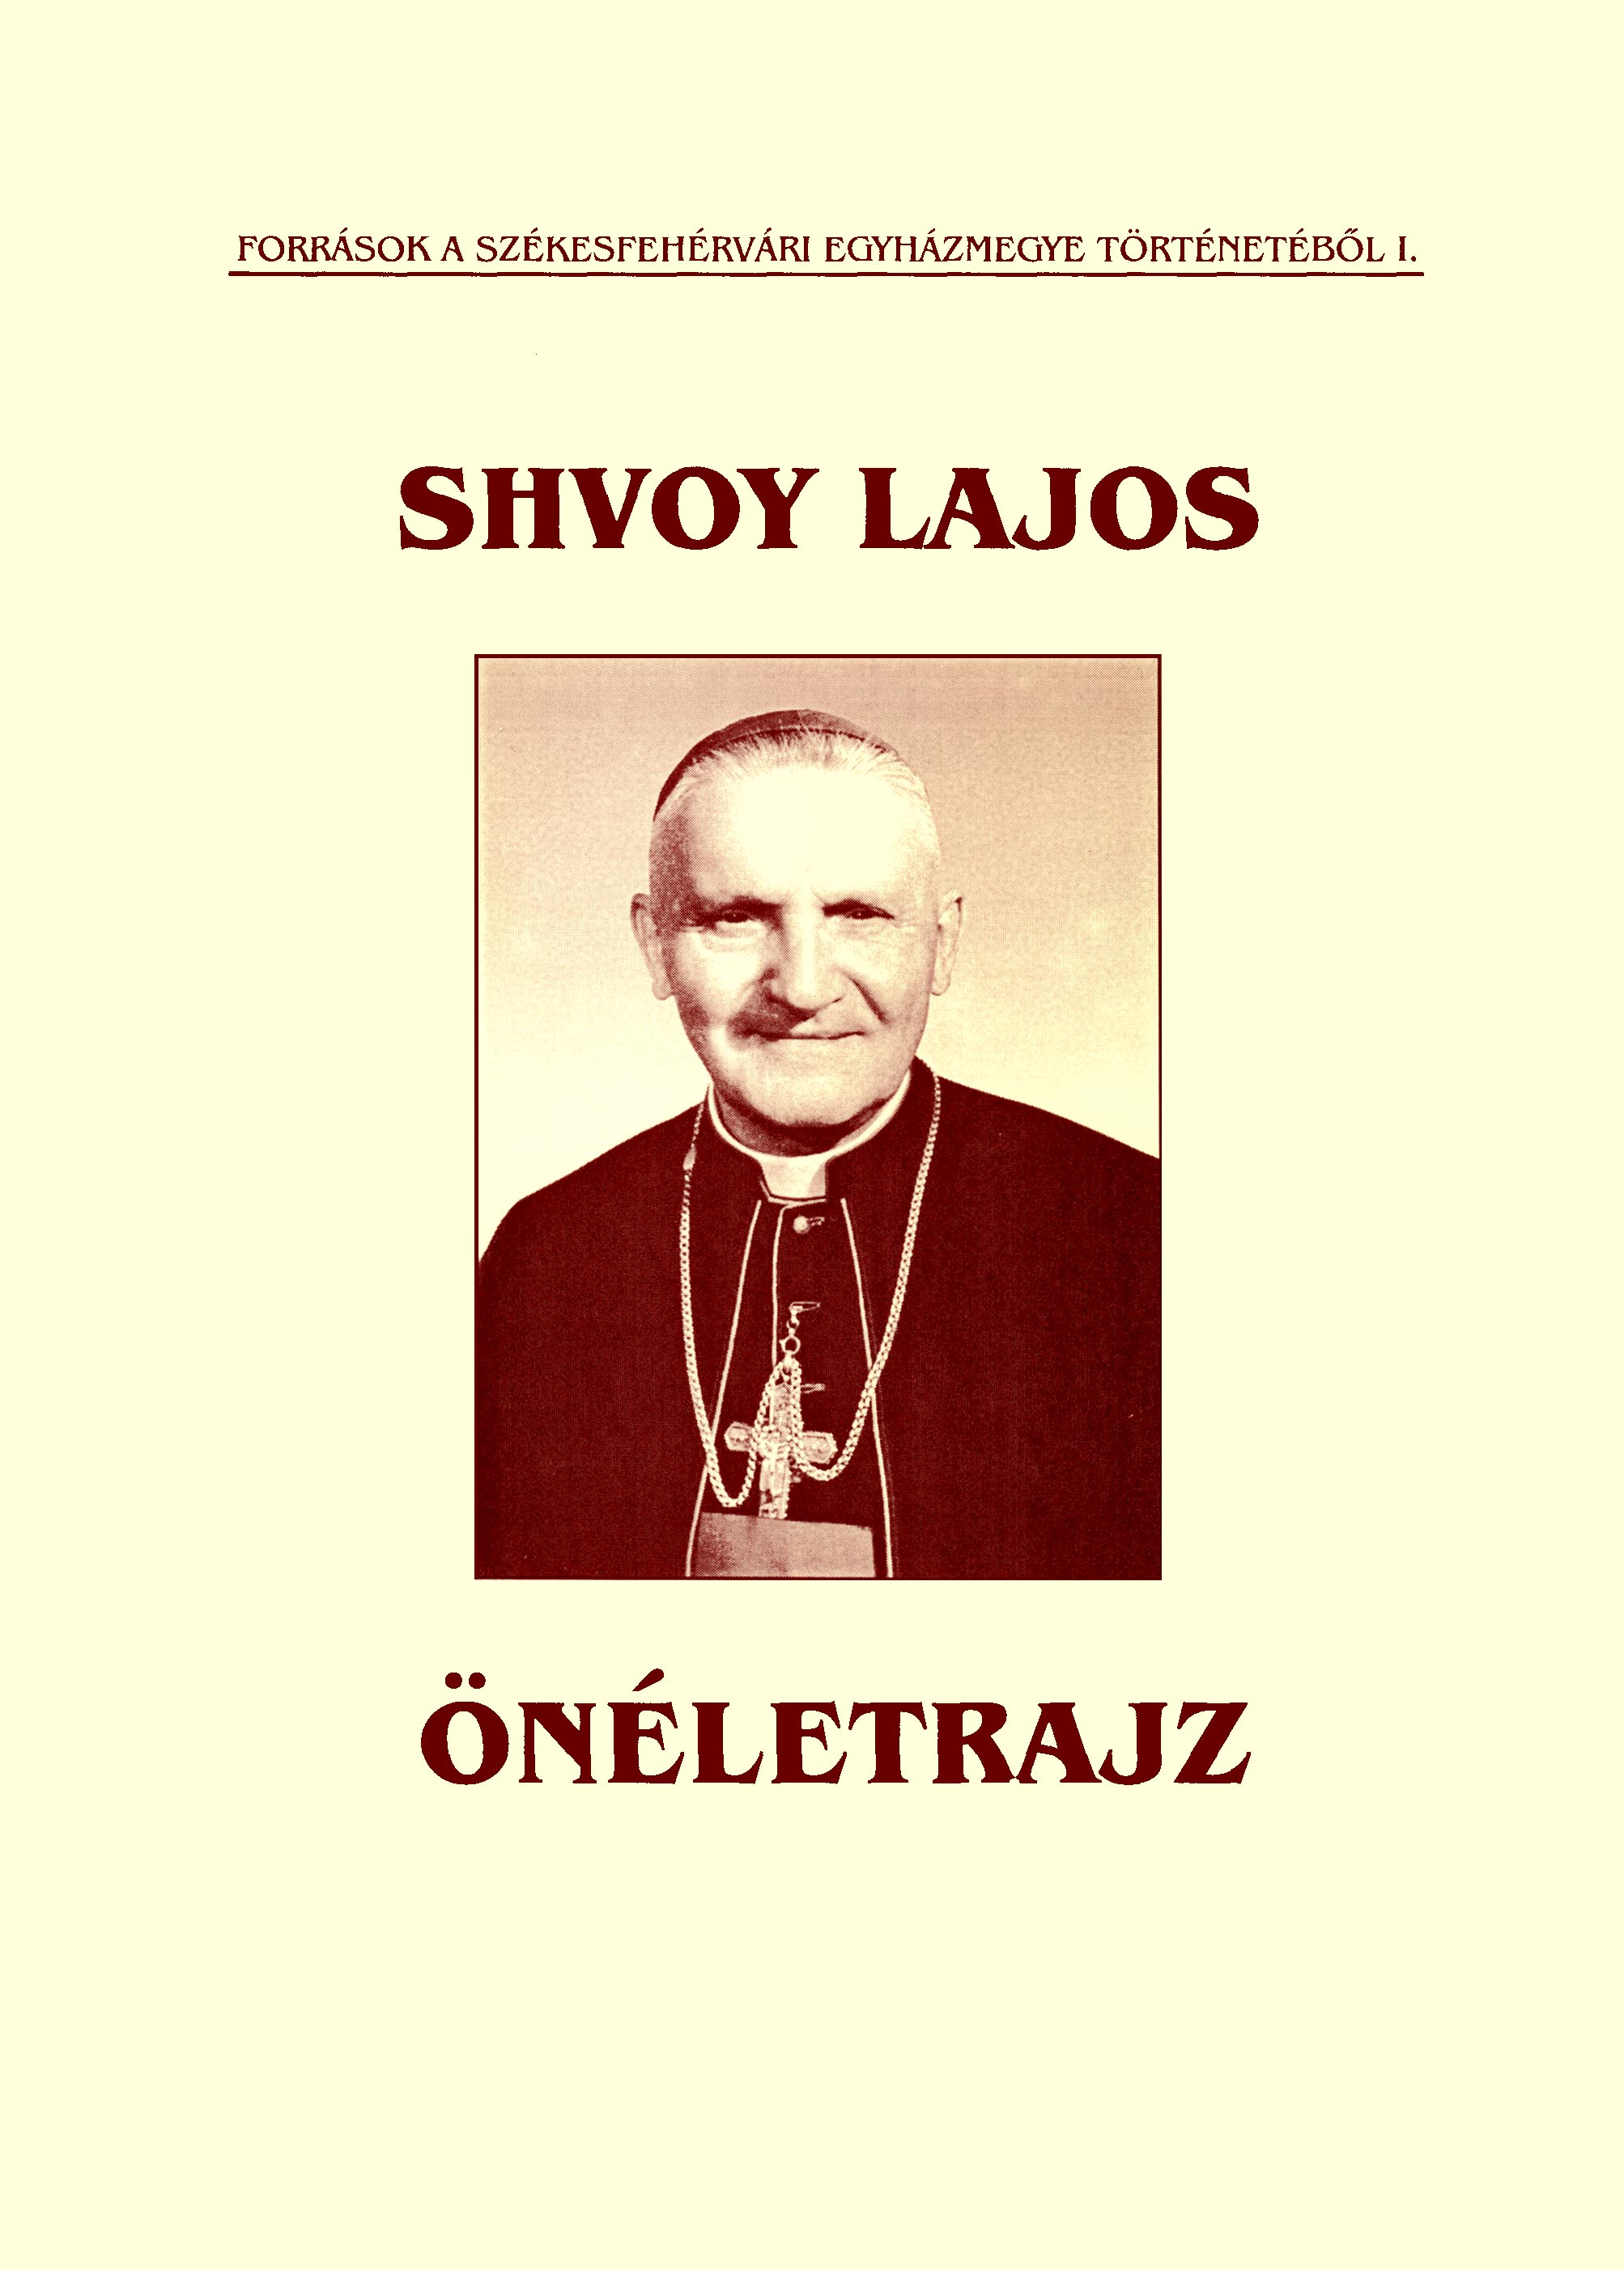 FORRÁSOK A SZÉKESFEHÉRVÁRI EGYHÁZMEGYE TÖRTÉNETÉBŐL I.
SHVOY LAJOS
ÖNÉLETRAJZ